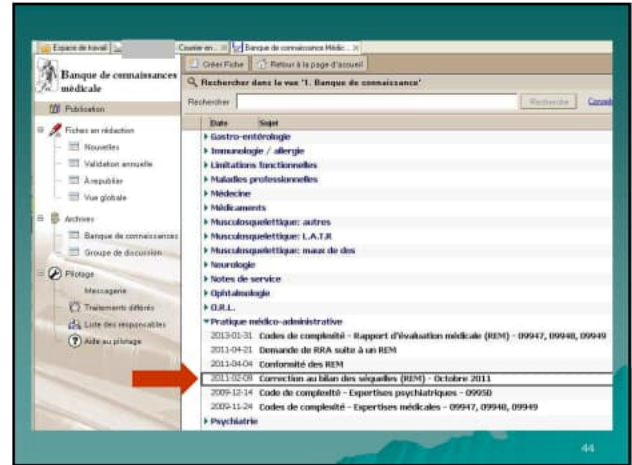 Espace de travail
Courrier en...
Banque de connaissance Médic...
Banque de connaissances médicale
Publication
Fiches en rédaction
Nouvelles
Validation annuelle
À republier
Vue globale
Archives
Banque de connaissances
Groupe de discussion
Pilotage
Messagerie
Traitements différés
Liste des responsables
Aide au pilotage
Créer Fiche
Retour à la page d'accueil
Rechercher dans la vue '1. Banque de connaissance'
Rechercher
Recherche
Date Sujet
Gastro-entérologie
Immunologie / allergie
Limitations fonctionnelles
Maladies professionnelles
Médecine
Médicaments
Musculosquelettique: autres
Musculosquelettique: L.A.T.R
Musculosquelettique: maux de dos
Neurologie
Notes de service
Ophtalmologie
O.R.L.
Pratique médico-administrative
2013-01-31 Codes de complexité - Rapport d'évaluation médicale (REM) - 09947, 09948, 09949
2011-04-21 Demande de RRA suite à un REM
2011-04-04 Conformité des REM
2011-02-09 Correction au bilan des séquelles (REM) - Octobre 2011
2009-12-14 Code de complexité - Expertises psychiatriques - 09950
2009-11-24 Codes de complexité - Expertises médicales - 09947, 09948, 09949
Psychiatrie
44